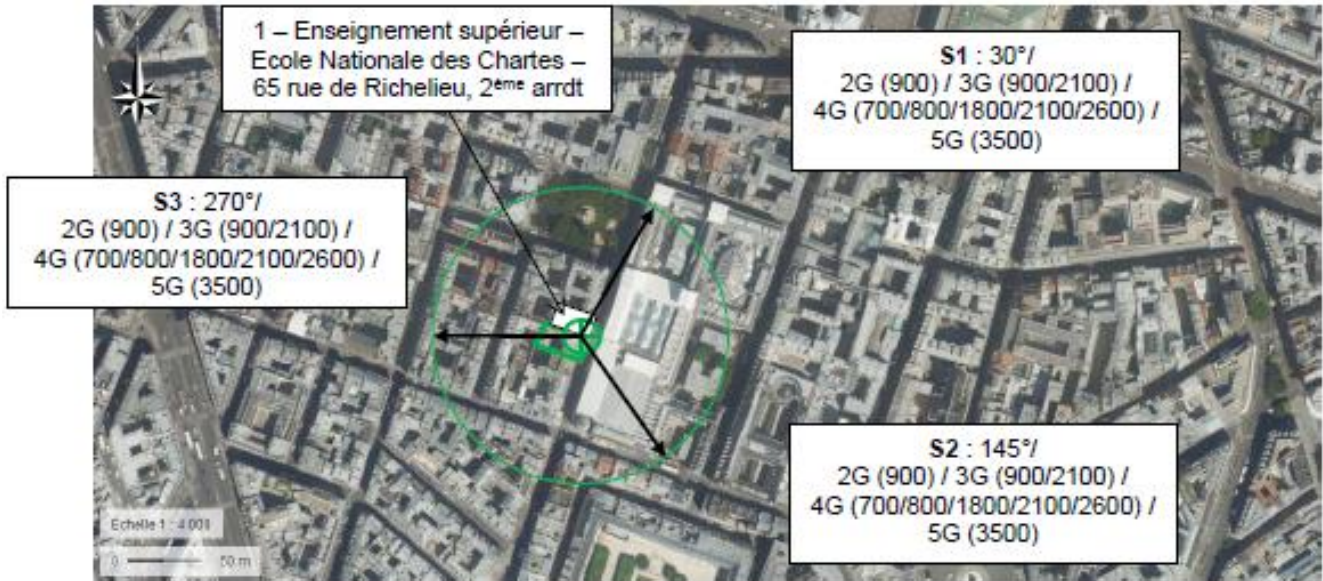 1 – Enseignement supérieur –
Ecole Nationale des Chartes –
65 rue de Richelieu, 2ème arrdt
S1 : 30°/
2G (900) / 3G (900/2100) /
4G (700/800/1800/2100/2600) /
5G (3500)
S3 : 270°/
2G (900) / 3G (900/2100) /
4G (700/800/1800/2100/2600) /
5G (3500)
S2 : 145°/
2G (900) / 3G (900/2100) /
4G (700/800/1800/2100/2600) /
5G (3500)
Echelle 1 : 4 000
0 50 m